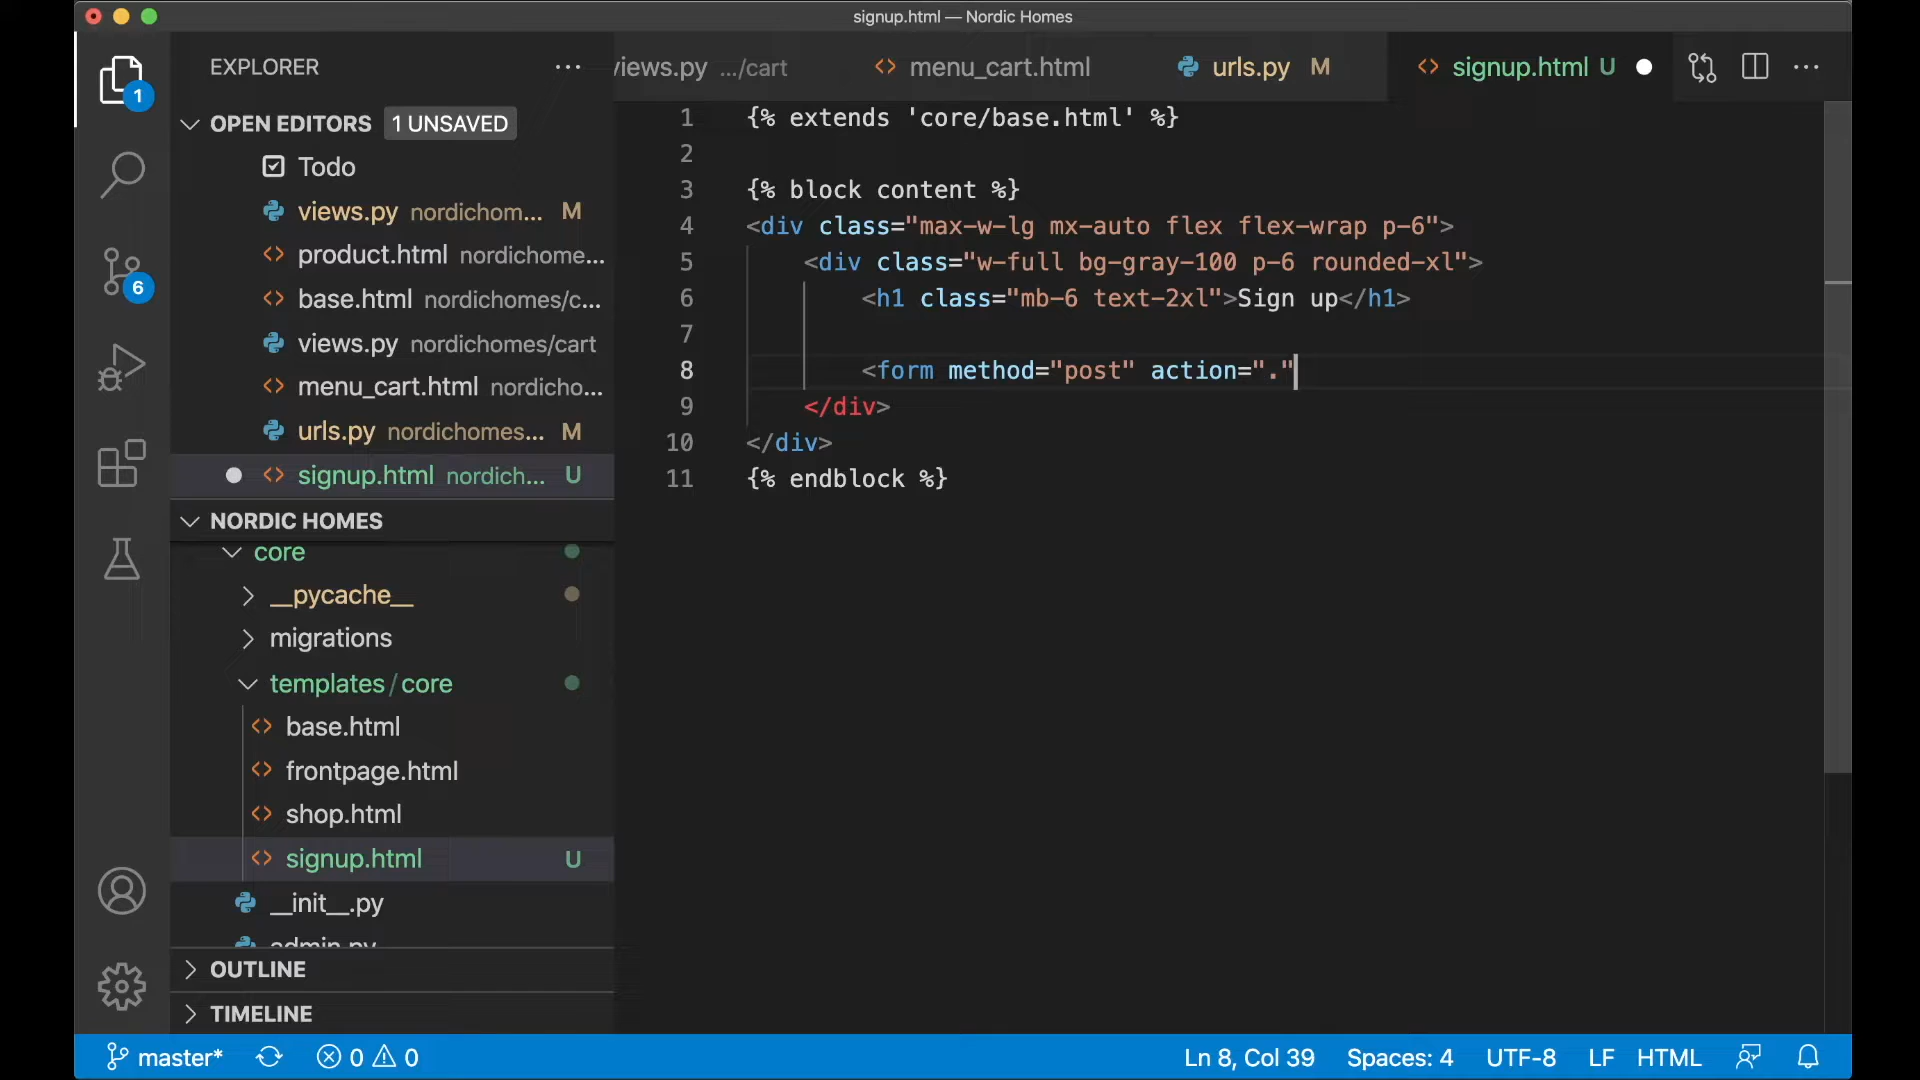 signup.html — Nordic Homes
EXPLORER
views.py .../cart
menu_cart.html
urls.py M
signup.html U
1
OPEN EDITORS 1 UNSAVED
Todo
views.py nordichom... M
product.html nordichome...
base.html nordichomes/c...
views.py nordichomes/cart
menu_cart.html nordicho...
urls.py nordichomes... M
signup.html nordich... U
6
NORDIC HOMES
core
__pycache__
migrations
templates/core
base.html
frontpage.html
shop.html
signup.html U
__init__.py
admin.py
OUTLINE
TIMELINE
1 {% extends 'core/base.html' %}
2
3 {% block content %}
4 <div class="max-w-lg mx-auto flex flex-wrap p-6">
5 <div class="w-full bg-gray-100 p-6 rounded-xl">
6 <h1 class="mb-6 text-2xl">Sign up</h1>
7
8 <form method="post" action="."
9 </div>
10 </div>
11 {% endblock %}
master* 0 0
Ln 8, Col 39 Spaces: 4 UTF-8 LF HTML